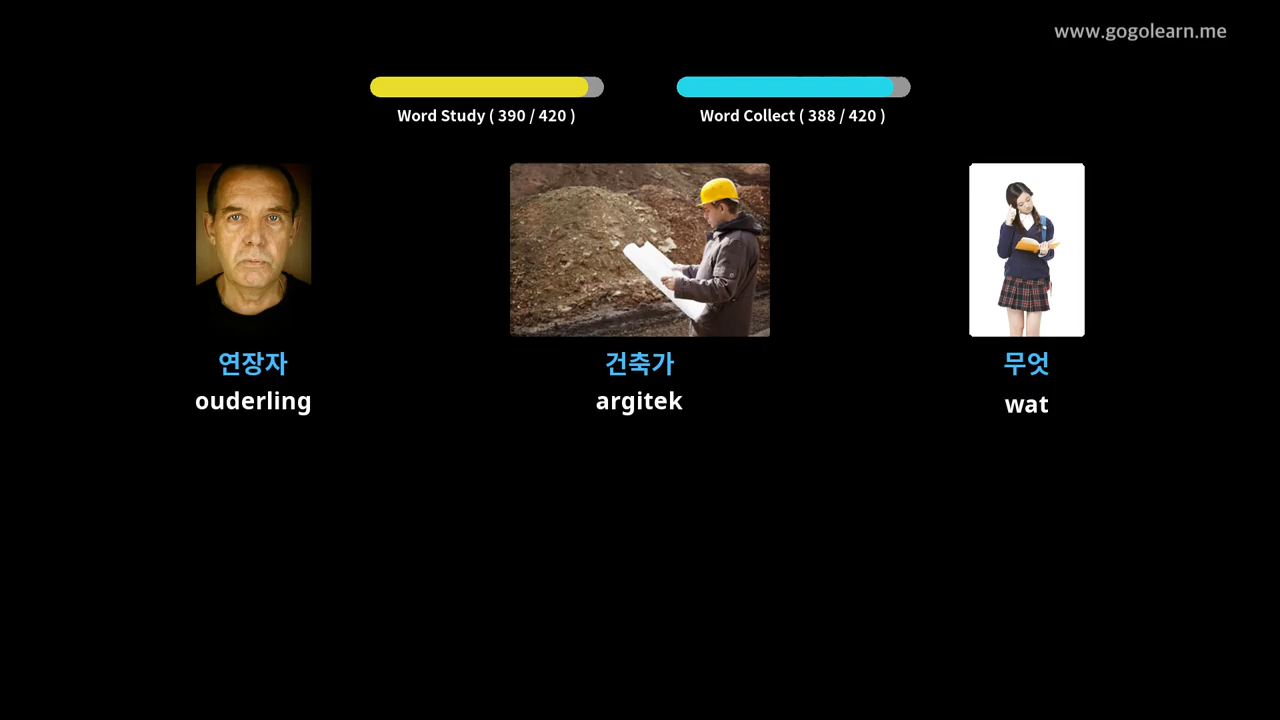 www.gogolearn.me
Word Study ( 390 / 420 )
Word Collect ( 388 / 420 )
연장자
건축가
무엇
ouderling
argitek
wat